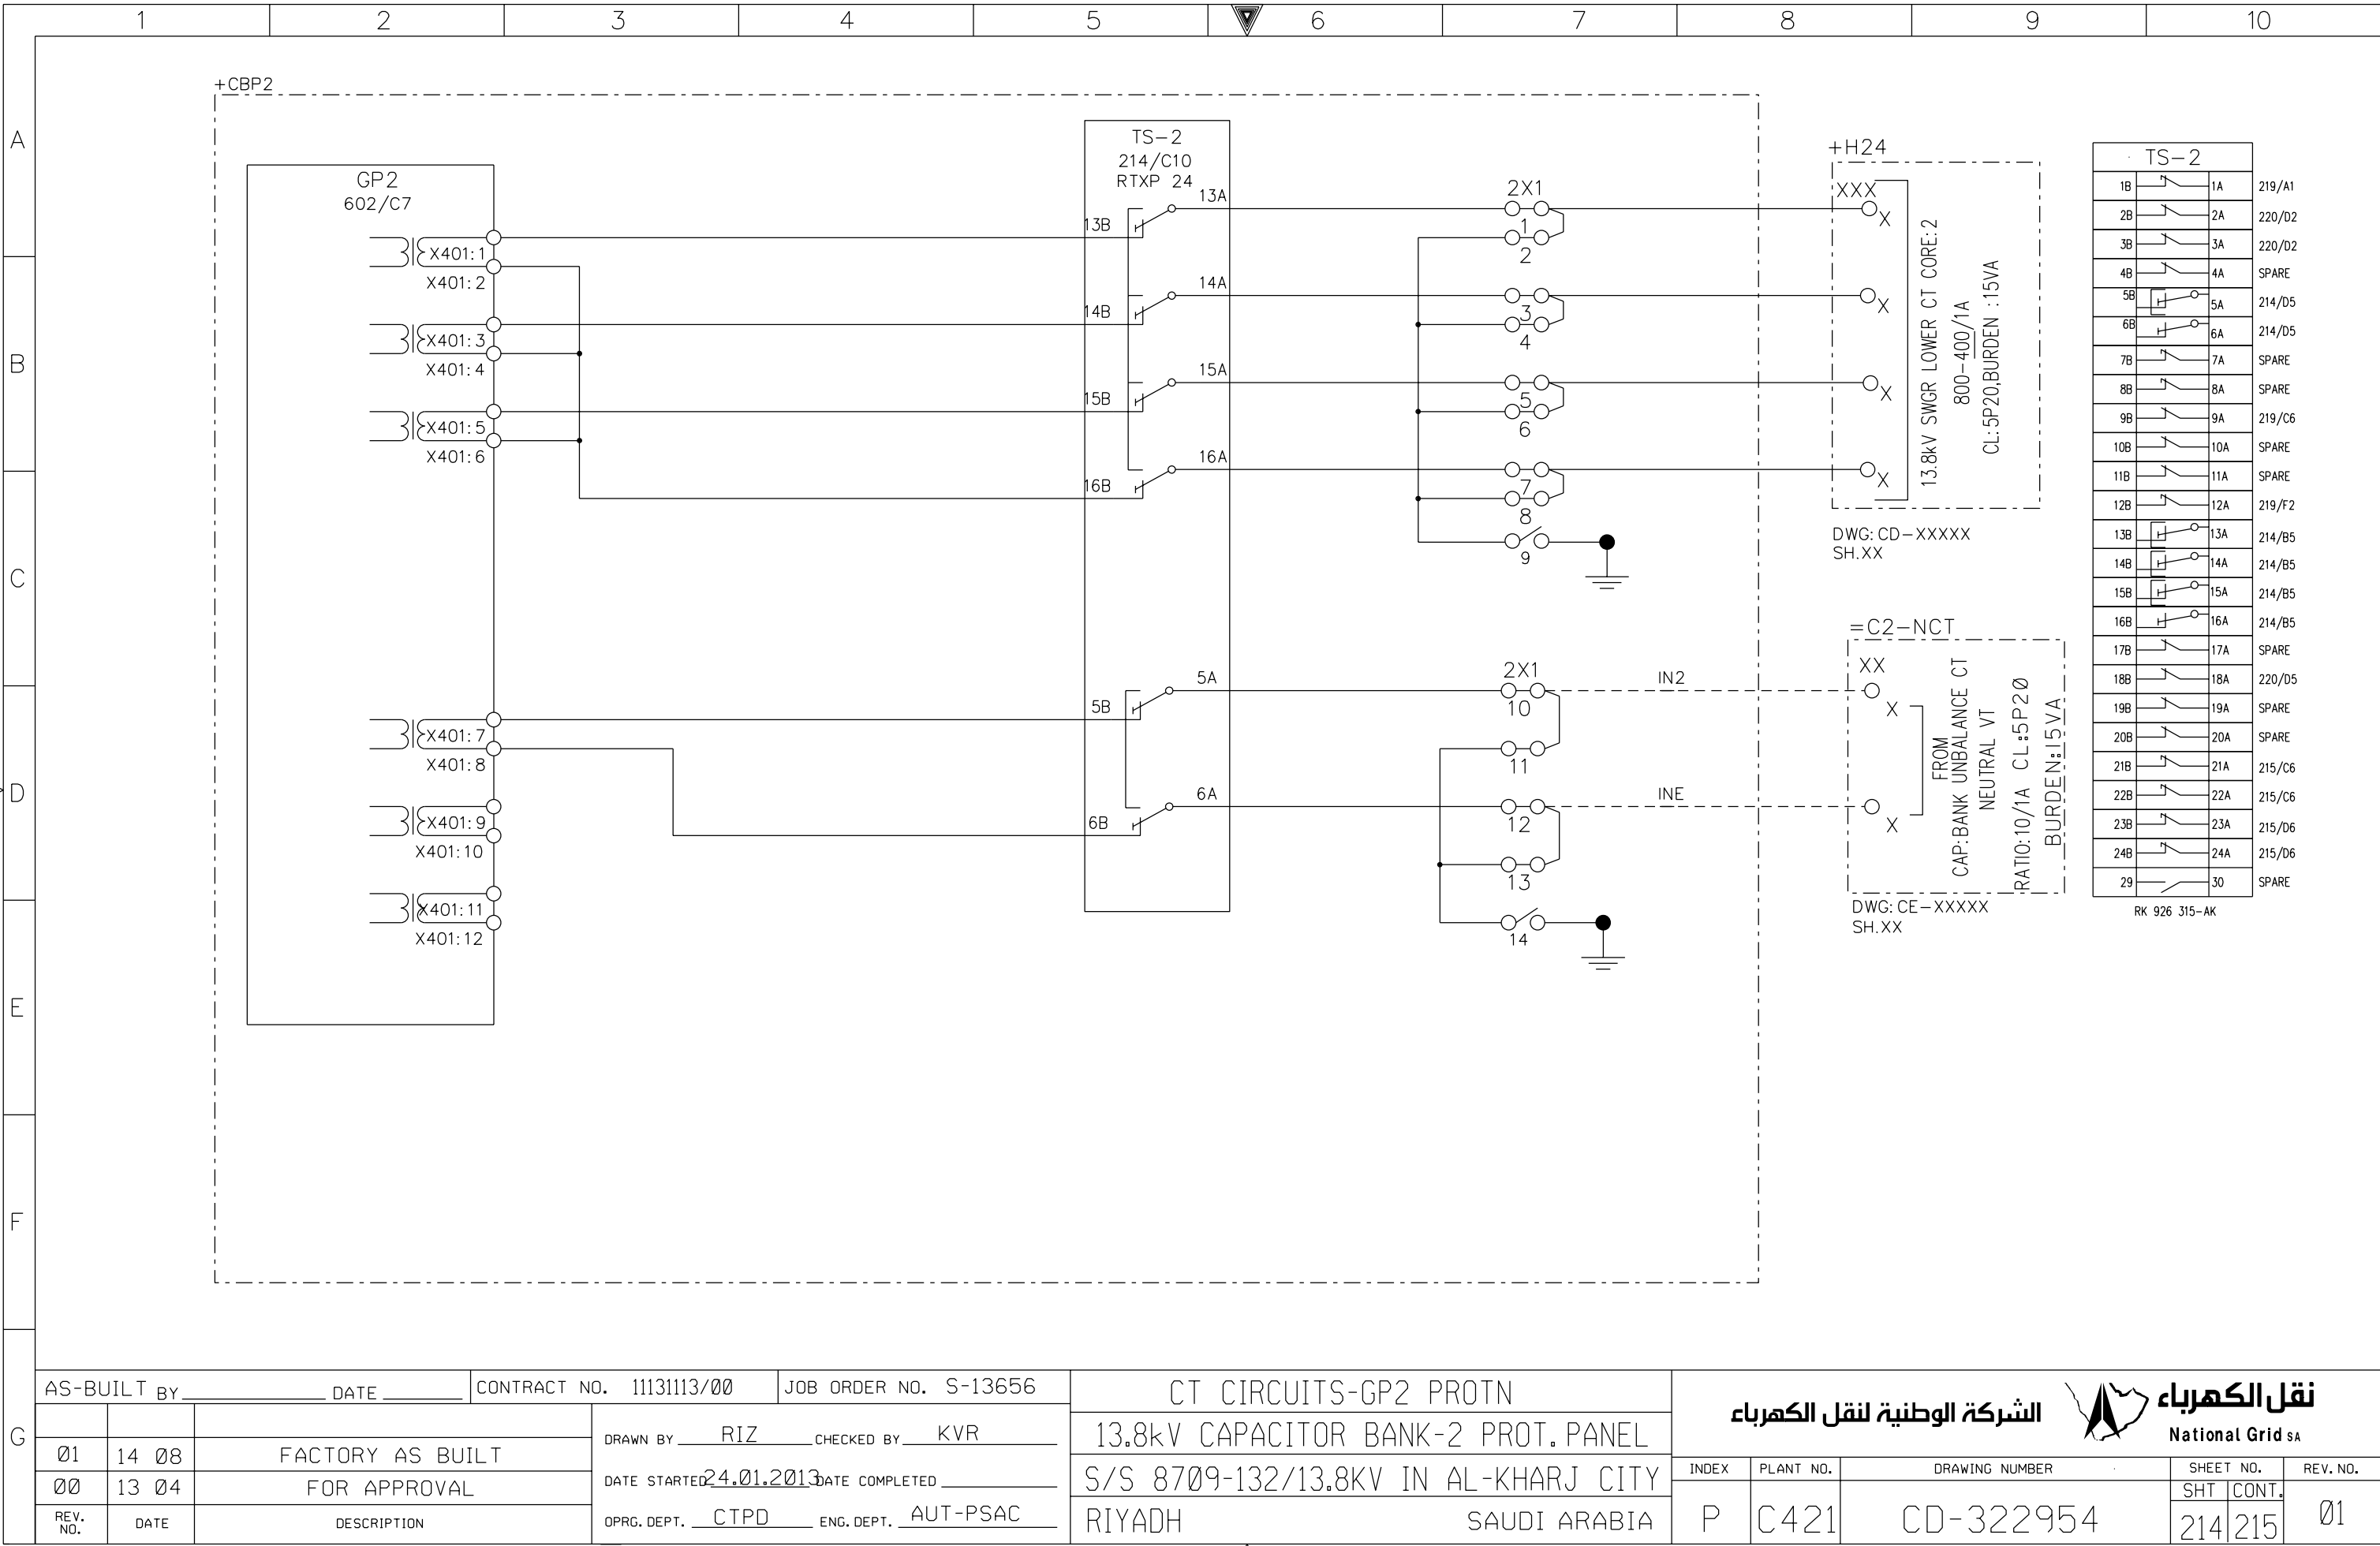 1 2 3 4 5 6 7 8 9 10
A
B
C
D
E
F
G
+CBP2
GP2
602/C7
X401:1
X401:2
X401:3
X401:4
X401:5
X401:6
X401:7
X401:8
X401:9
X401:10
X401:11
X401:12
TS-2
214/C10
RTXP 24
13A
13B
14A
14B
15A
15B
16A
16B
5A
5B
6A
6B
2X1
1
2
3
4
5
6
7
8
9
2X1
10
11
12
13
14
IN2
INE
+H24
XXX
X
X
X
X
13.8kV SWGR LOWER CT CORE:2
800-400/1A
CL:5P20,BURDEN :15VA
DWG:CD-XXXXX
SH.XX
=C2-NCT
XX
X
X
FROM
CAP:BANK UNBALANCE CT
NEUTRAL VT
RATIO:10/1A CL:5P20
BURDEN:15VA
DWG:CE-XXXXX
SH.XX
TS-2
1B 1A 219/A1
2B 2A 220/D2
3B 3A 220/D2
4B 4A SPARE
5B 5A 214/D5
6B 6A 214/D5
7B 7A SPARE
8B 8A SPARE
9B 9A 219/C6
10B 10A SPARE
11B 11A SPARE
12B 12A 219/F2
13B 13A 214/B5
14B 14A 214/B5
15B 15A 214/B5
16B 16A 214/B5
17B 17A SPARE
18B 18A 220/D5
19B 19A SPARE
20B 20A SPARE
21B 21A 215/C6
22B 22A 215/C6
23B 23A 215/D6
24B 24A 215/D6
29 30 SPARE
RK 926 315-AK
AS-BUILT BY DATE
CONTRACT NO. 11131113/00
JOB ORDER NO. S-13656
01 14 08 FACTORY AS BUILT
00 13 04 FOR APPROVAL
REV. NO. DATE DESCRIPTION
DRAWN BY RIZ CHECKED BY KVR
DATE STARTED 24.01.2013 DATE COMPLETED
OPRG.DEPT. CTPD ENG.DEPT. AUT-PSAC
CT CIRCUITS-GP2 PROTN
13.8kV CAPACITOR BANK-2 PROT.PANEL
S/S 8709-132/13.8KV IN AL-KHARJ CITY
RIYADH SAUDI ARABIA
الشركة الوطنية لنقل الكهرباء
نقل الكهرباء
National Grid SA
INDEX PLANT NO. DRAWING NUMBER SHEET NO. REV.NO.
SHT CONT.
P C421 CD-322954 214 215 01